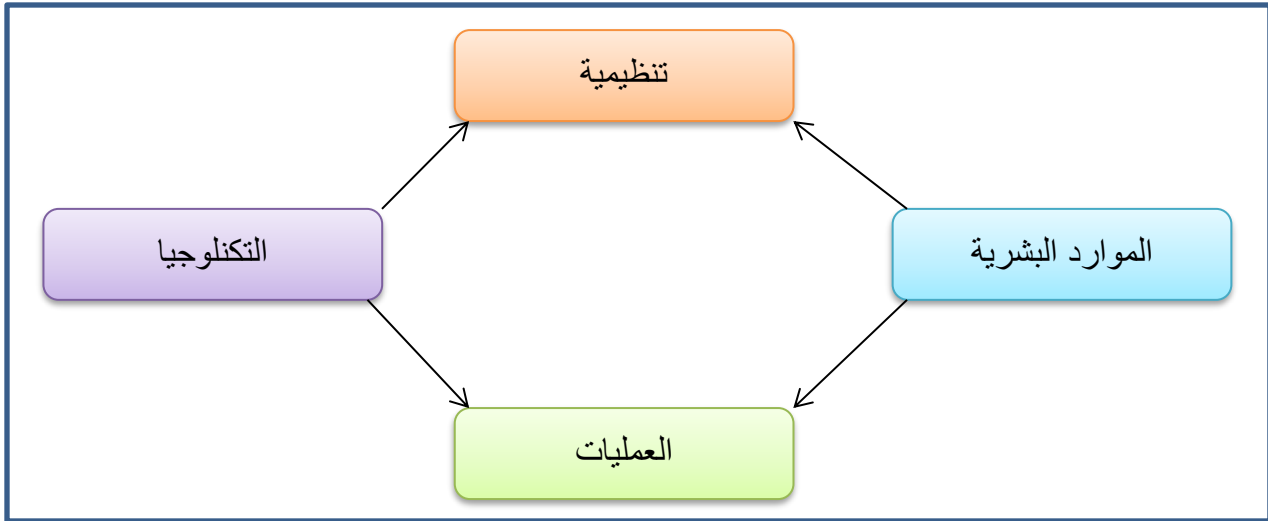 تنظيمية
الموارد البشرية
التكنلوجيا
العمليات